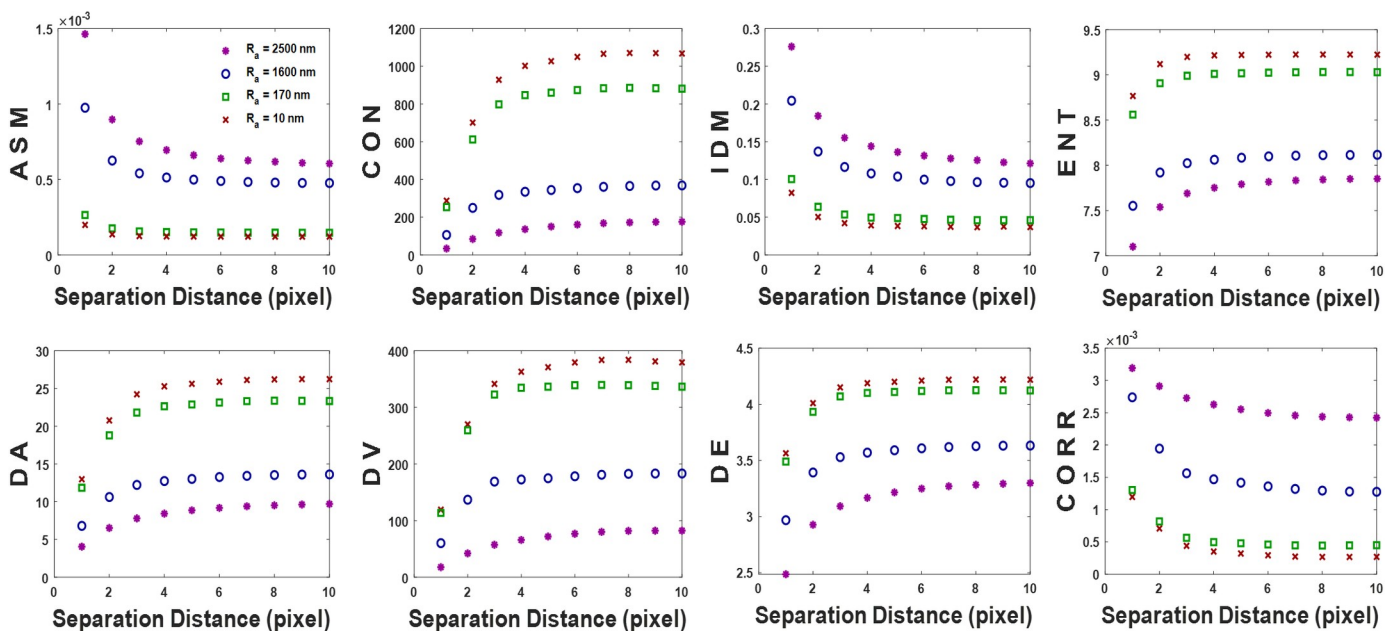 ×10⁻³
1.5
1
0.5
0
0 2 4 6 8 10
ASM
Separation Distance (pixel)
Rₐ = 2500 nm
Rₐ = 1600 nm
Rₐ = 170 nm
Rₐ = 10 nm
1200
1000
800
600
400
200
0
0 2 4 6 8 10
CON
Separation Distance (pixel)
0.3
0.25
0.2
0.15
0.1
0.05
0
0 2 4 6 8 10
IDM
Separation Distance (pixel)
9.5
9
8.5
8
7.5
7
0 2 4 6 8 10
ENT
Separation Distance (pixel)
30
25
20
15
10
5
0
0 2 4 6 8 10
DA
Separation Distance (pixel)
400
300
200
100
0
0 2 4 6 8 10
DV
Separation Distance (pixel)
4.5
4
3.5
3
2.5
0 2 4 6 8 10
DE
Separation Distance (pixel)
×10⁻³
3.5
3
2.5
2
1.5
1
0.5
0
0 2 4 6 8 10
CORR
Separation Distance (pixel)